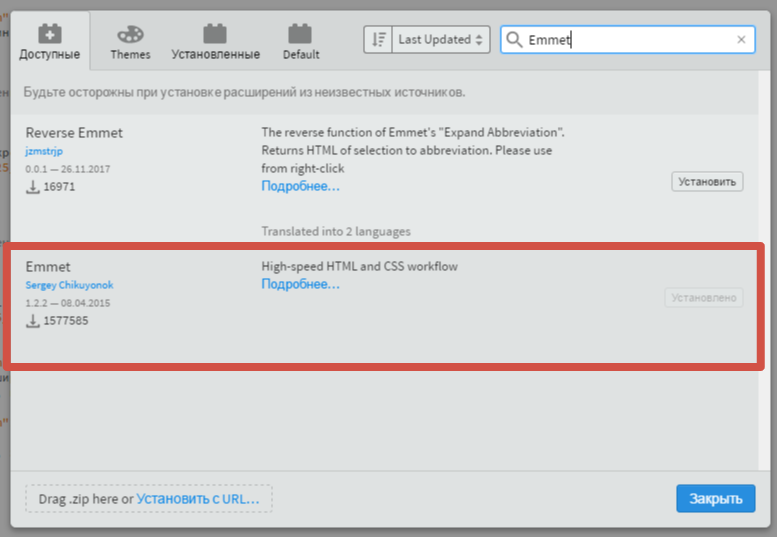 Доступные
Themes
Установленные
Default
Last Updated
Emmet
Будьте осторожны при установке расширений из неизвестных источников.
Reverse Emmet
jzmstrjp
0.0.1 — 26.11.2017
16971
The reverse function of Emmet's "Expand Abbreviation".
Returns HTML of selection to abbreviation. Please use
from right-click
Подробнее...
Установить
Translated into 2 languages
Emmet
Sergey Chikuyonok
1.2.2 — 08.04.2015
1577585
High-speed HTML and CSS workflow
Подробнее...
Установлено
Drag .zip here or Установить с URL...
Закрыть